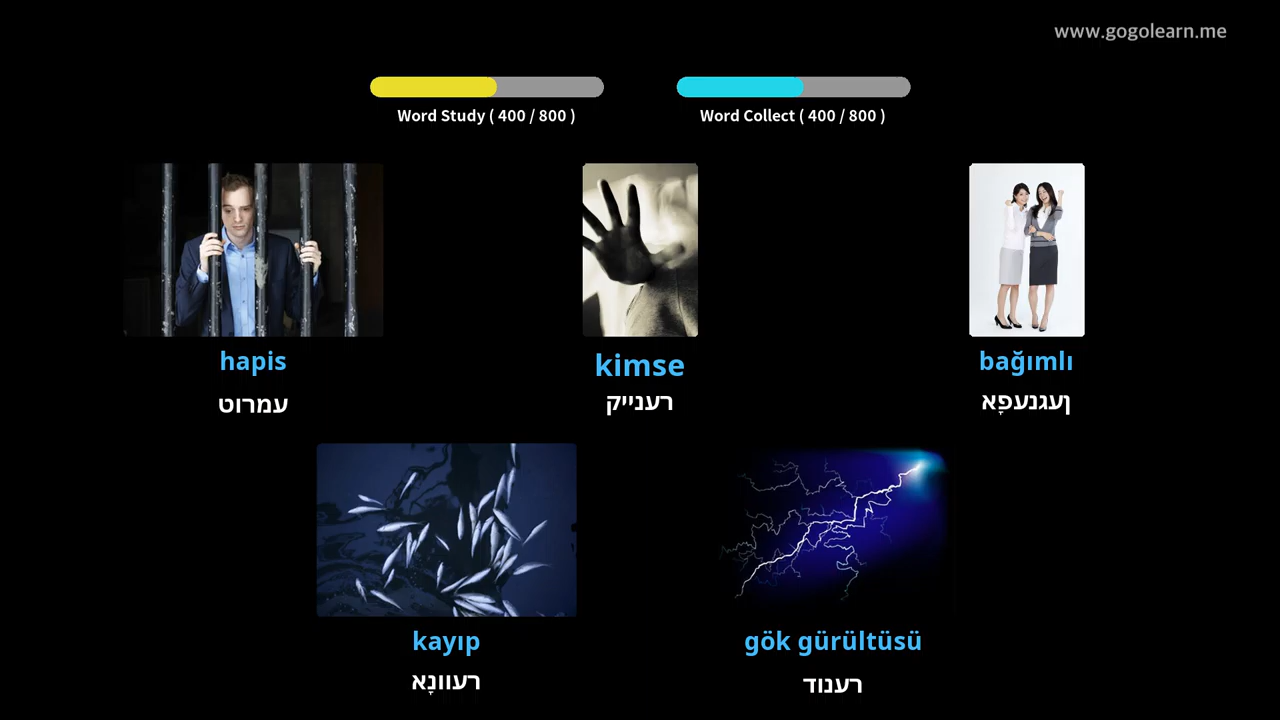 www.gogolearn.me
Word Study ( 400 / 800 )
Word Collect ( 400 / 800 )
hapis
עמרוט
kimse
רענייק
bağımlı
ןעגנעפָא
kayıp
רעוונָא
gök gürültüsü
רענוד